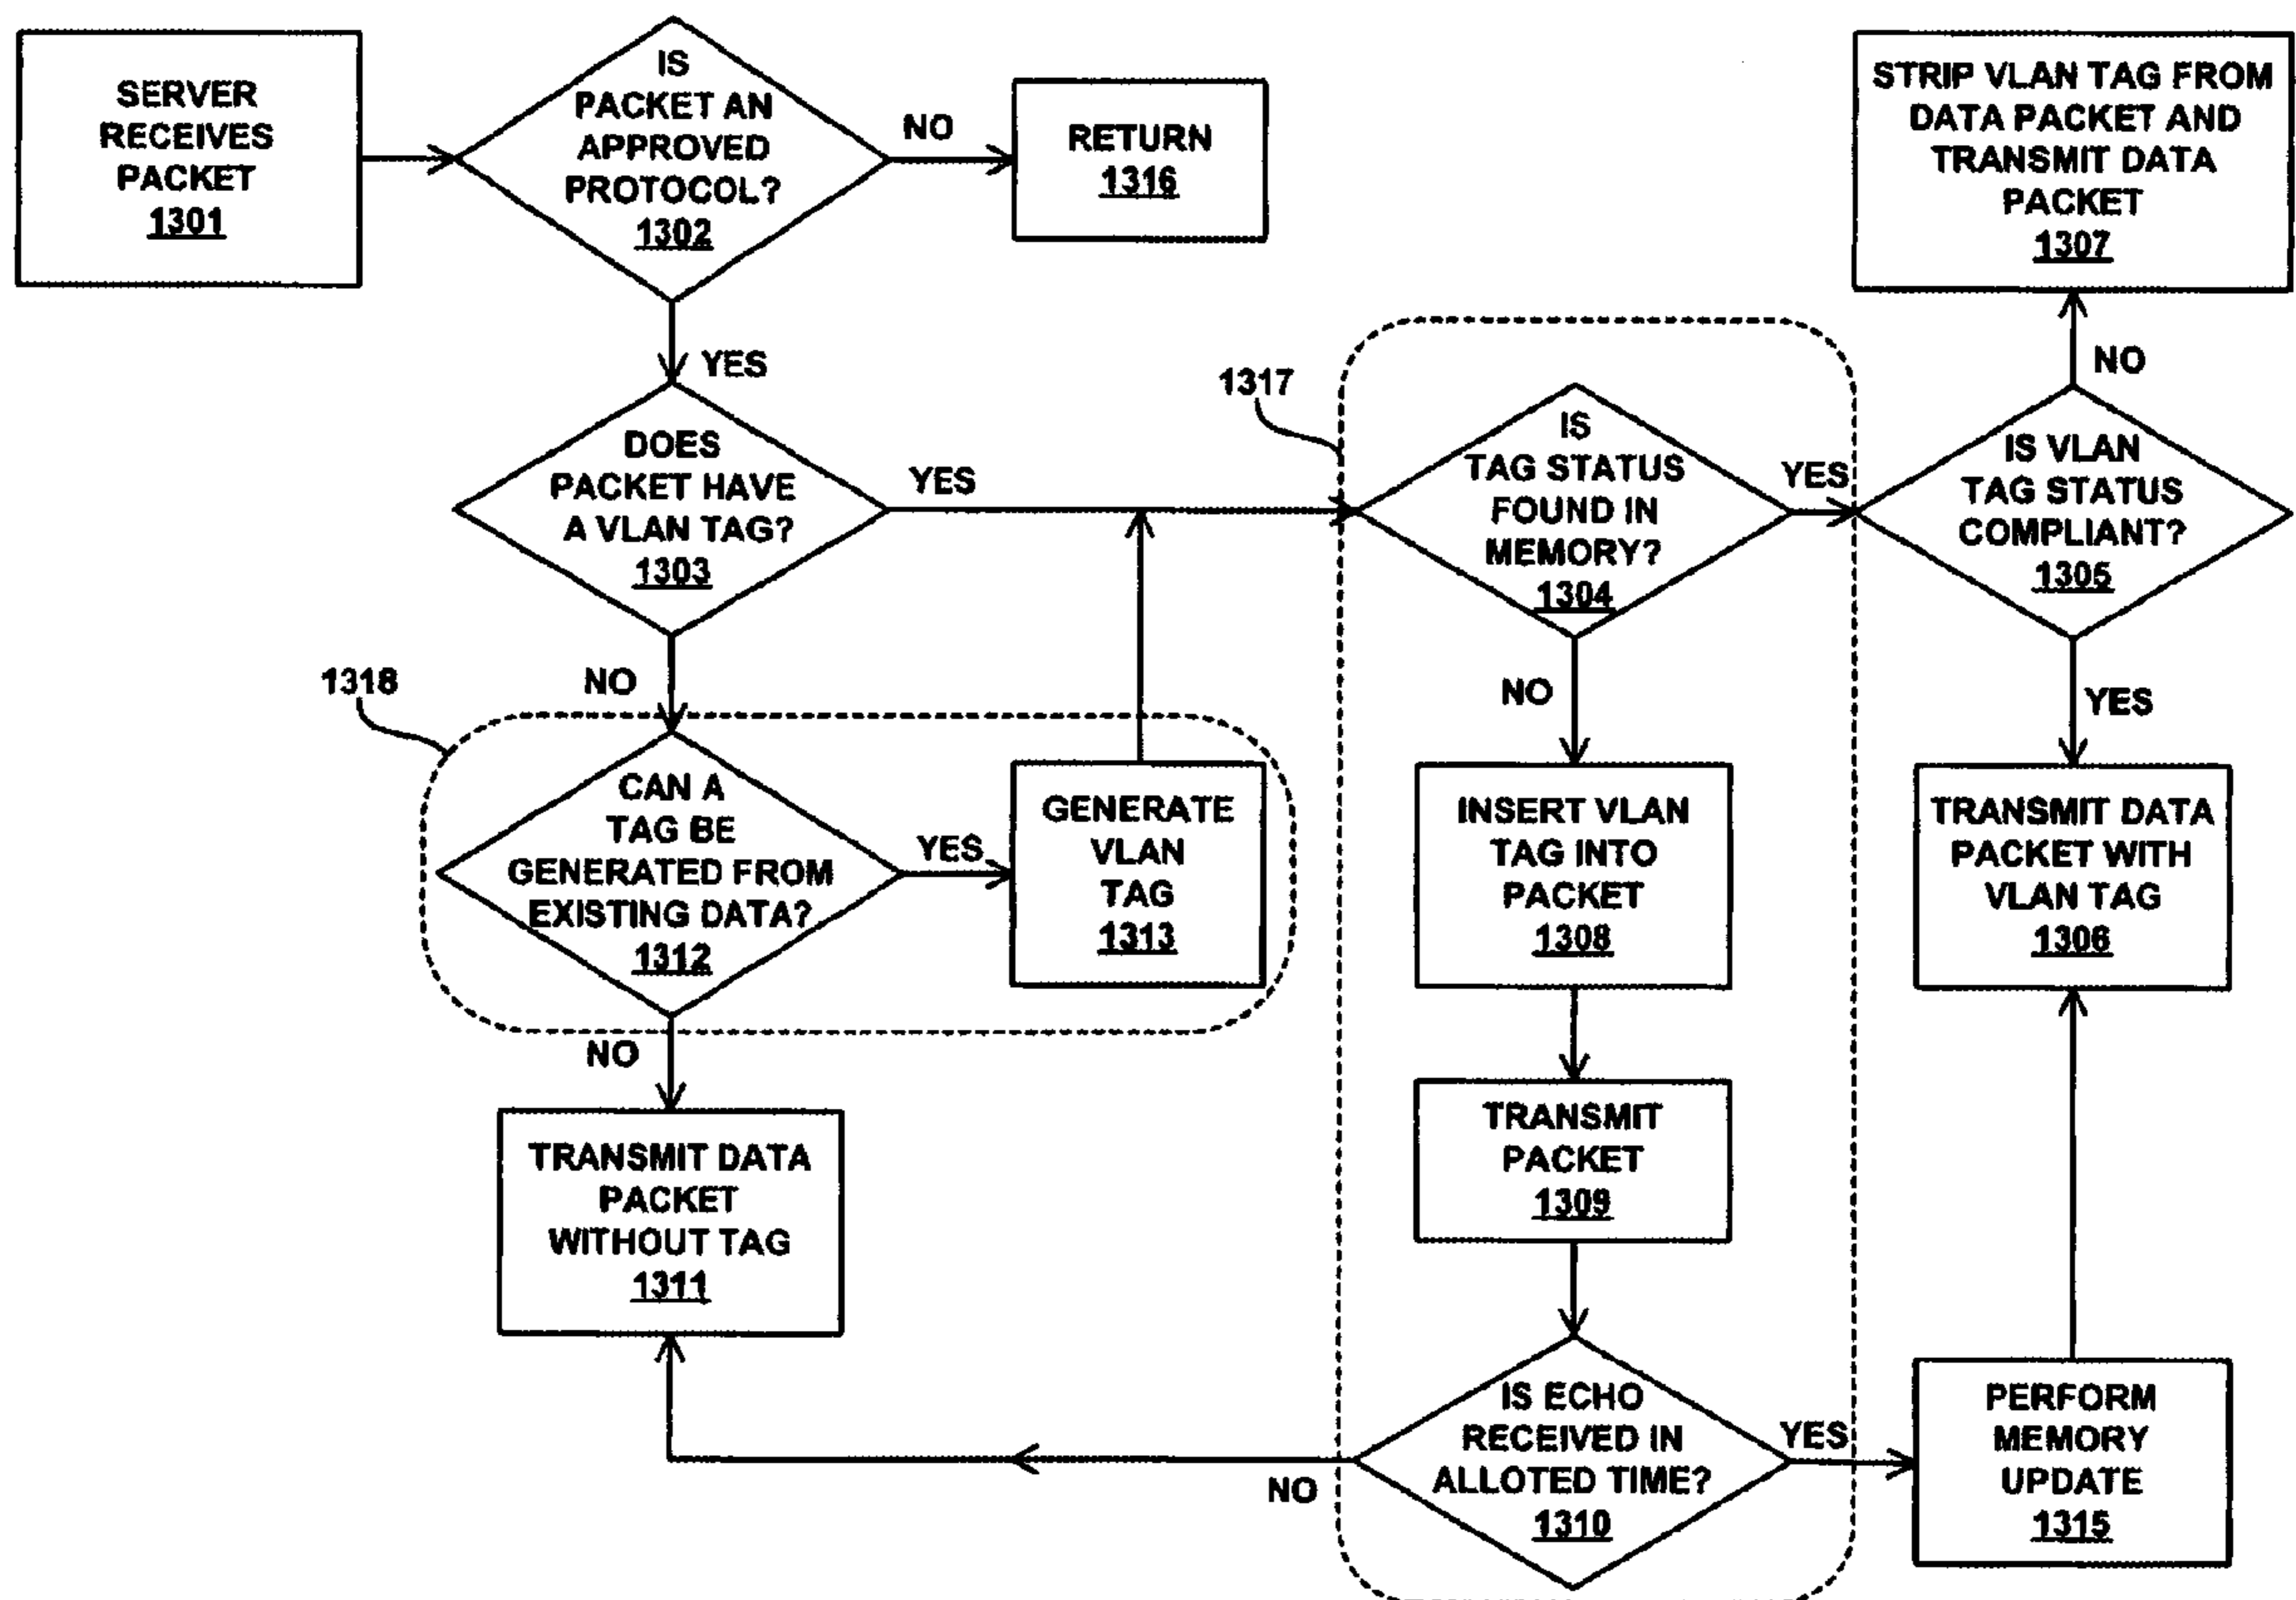 SERVER
RECEIVES
PACKET
1301
IS
PACKET AN
APPROVED
PROTOCOL?
1302
NO
RETURN
1316
STRIP VLAN TAG FROM
DATA PACKET AND
TRANSMIT DATA
PACKET
1307
YES
NO
1317
DOES
PACKET HAVE
A VLAN TAG?
1303
YES
IS
TAG STATUS
FOUND IN
MEMORY?
1304
YES
IS VLAN
TAG STATUS
COMPLIANT?
1305
NO
1318
NO
YES
CAN A
TAG BE
GENERATED FROM
EXISTING DATA?
1312
YES
GENERATE
VLAN
TAG
1313
INSERT VLAN
TAG INTO
PACKET
1308
TRANSMIT DATA
PACKET WITH
VLAN TAG
1306
NO
TRANSMIT DATA
PACKET
WITHOUT TAG
1311
TRANSMIT
PACKET
1309
IS ECHO
RECEIVED IN
ALLOTED TIME?
1310
NO
YES
PERFORM
MEMORY
UPDATE
1315